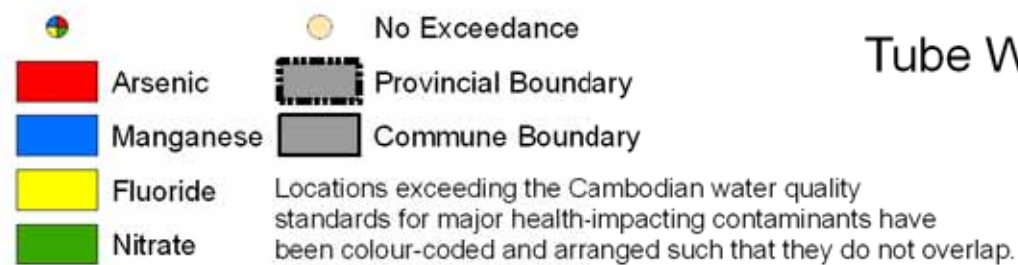 No Exceedance
Tube W
Arsenic
Provincial Boundary
Manganese
Commune Boundary
Fluoride
Locations exceeding the Cambodian water quality
standards for major health-impacting contaminants have
Nitrate
been colour-coded and arranged such that they do not overlap.